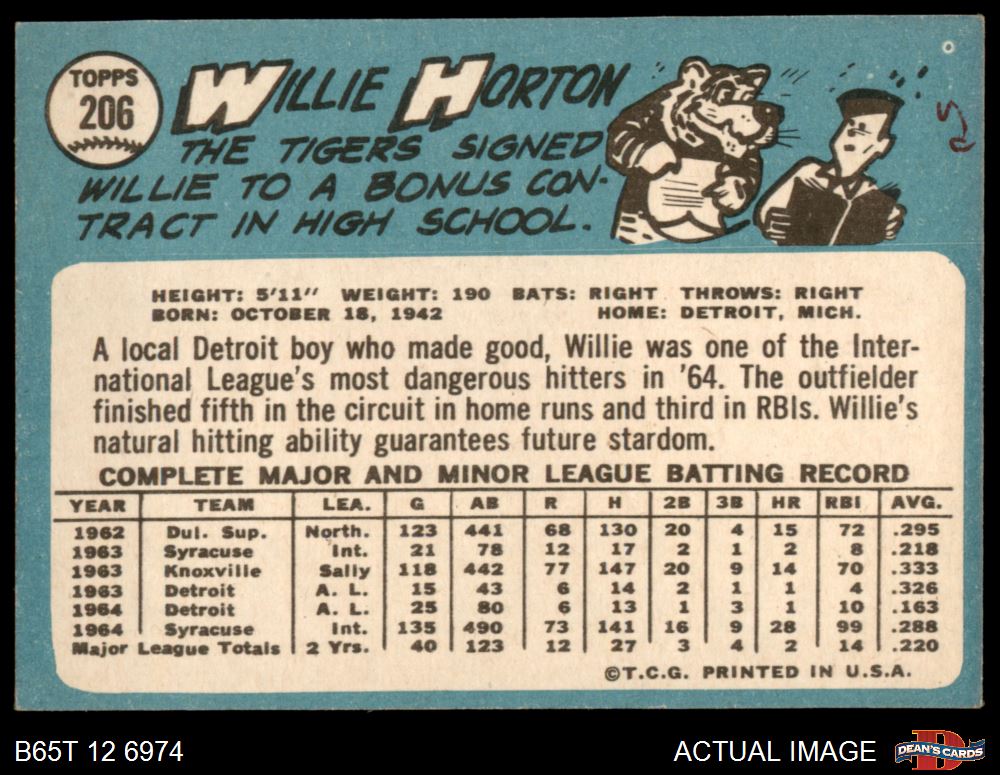 TOPPS
206
WILLIE HORTON
THE TIGERS SIGNED
WILLIE TO A BONUS CON-
TRACT IN HIGH SCHOOL.
HEIGHT: 5'11" WEIGHT: 190 BATS: RIGHT THROWS: RIGHT
BORN: OCTOBER 18, 1942 HOME: DETROIT, MICH.
A local Detroit boy who made good, Willie was one of the Inter-
national League's most dangerous hitters in '64. The outfielder
finished fifth in the circuit in home runs and third in RBIs. Willie's
natural hitting ability guarantees future stardom.
COMPLETE MAJOR AND MINOR LEAGUE BATTING RECORD
YEAR TEAM LEA. G AB R H 2B 3B HR RBI AVG.
1962 Dul. Sup. North. 123 441 68 130 20 4 15 72 .295
1963 Syracuse Int. 21 78 12 17 2 1 2 8 .218
1963 Knoxville Sally 118 442 77 147 20 9 14 70 .333
1963 Detroit A. L. 15 43 6 14 2 1 1 4 .326
1964 Detroit A. L. 25 80 6 13 1 3 1 10 .163
1964 Syracuse Int. 135 490 73 141 16 9 28 99 .288
Major League Totals 2 Yrs. 40 123 12 27 3 4 2 14 .220
©T.C.G. PRINTED IN U.S.A.
B65T 12 6974
ACTUAL IMAGE
DEAN'S CARDS